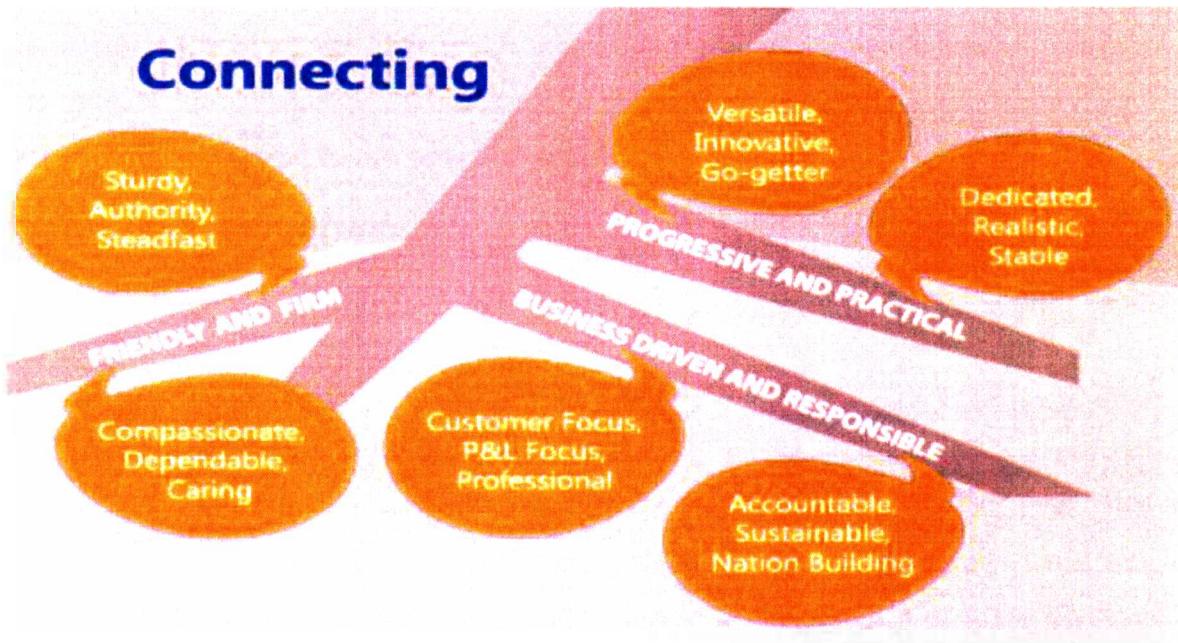 Connecting
Sturdy,
Authority,
Steadfast
FRIENDLY AND FIRM
Compassionate,
Dependable,
Caring
Versatile,
Innovative,
Go-getter
PROGRESSIVE AND PRACTICAL
Dedicated,
Realistic,
Stable
BUSINESS DRIVEN AND RESPONSIBLE
Customer Focus,
P&L Focus,
Professional
Accountable,
Sustainable,
Nation Building